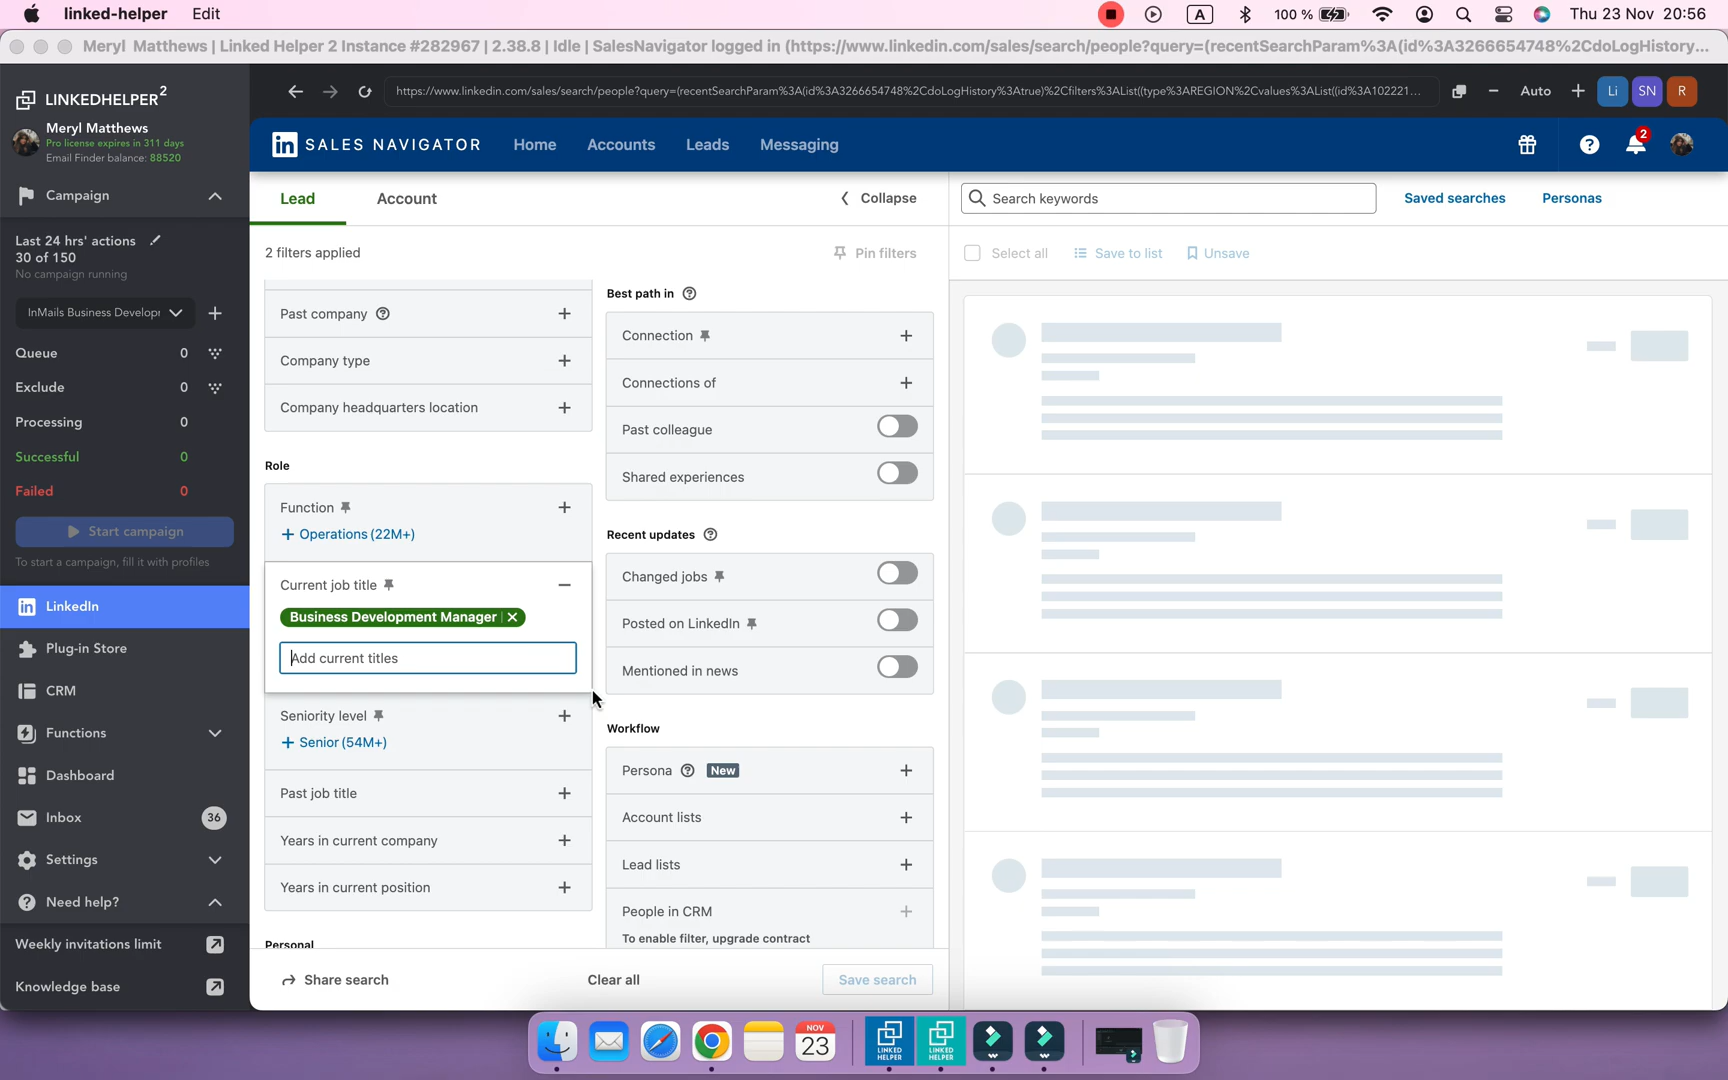 linked-helper Edit
A 100 % Thu 23 Nov 20:56
Meryl Matthews | Linked Helper 2 Instance #282967 | 2.38.8 | Idle | SalesNavigator logged in (https://www.linkedin.com/sales/search/people?query=(recentSearchParam%3A(id%3A3266654748%2CdoLogHistory...
LINKEDHELPER2
Meryl Matthews
Pro license expires in 311 days
Email Finder balance: 88520
Campaign
Last 24 hrs' actions
30 of 150
No campaign running
InMails Business Develop
Queue 0
Exclude 0
Processing 0
Successful 0
Failed 0
Start campaign
To start a campaign, fill it with profiles
LinkedIn
Plug-in Store
CRM
Functions
Dashboard
Inbox 36
Settings
Need help?
Weekly invitations limit
Knowledge base
https://www.linkedin.com/sales/search/people?query=(recentSearchParam%3A(id%3A3266654748%2CdoLogHistory%3Atrue)%2Cfilters%3AList((type%3AREGION%2Cvalues%3AList((id%3A102221...
Auto
Li SN R
in SALES NAVIGATOR Home Accounts Leads Messaging
2
Lead Account Collapse
2 filters applied Pin filters
Past company
Company type
Company headquarters location
Role
Function
+ Operations (22M+)
Current job title
Business Development Manager
Add current titles
Seniority level
+ Senior (54M+)
Past job title
Years in current company
Years in current position
Personal
Best path in
Connection
Connections of
Past colleague
Shared experiences
Recent updates
Changed jobs
Posted on LinkedIn
Mentioned in news
Workflow
Persona New
Account lists
Lead lists
People in CRM
To enable filter, upgrade contract
Share search Clear all Save search
Search keywords Saved searches Personas
Select all Save to list Unsave
NOV
23
LINKED
HELPER
LINKED
HELPER